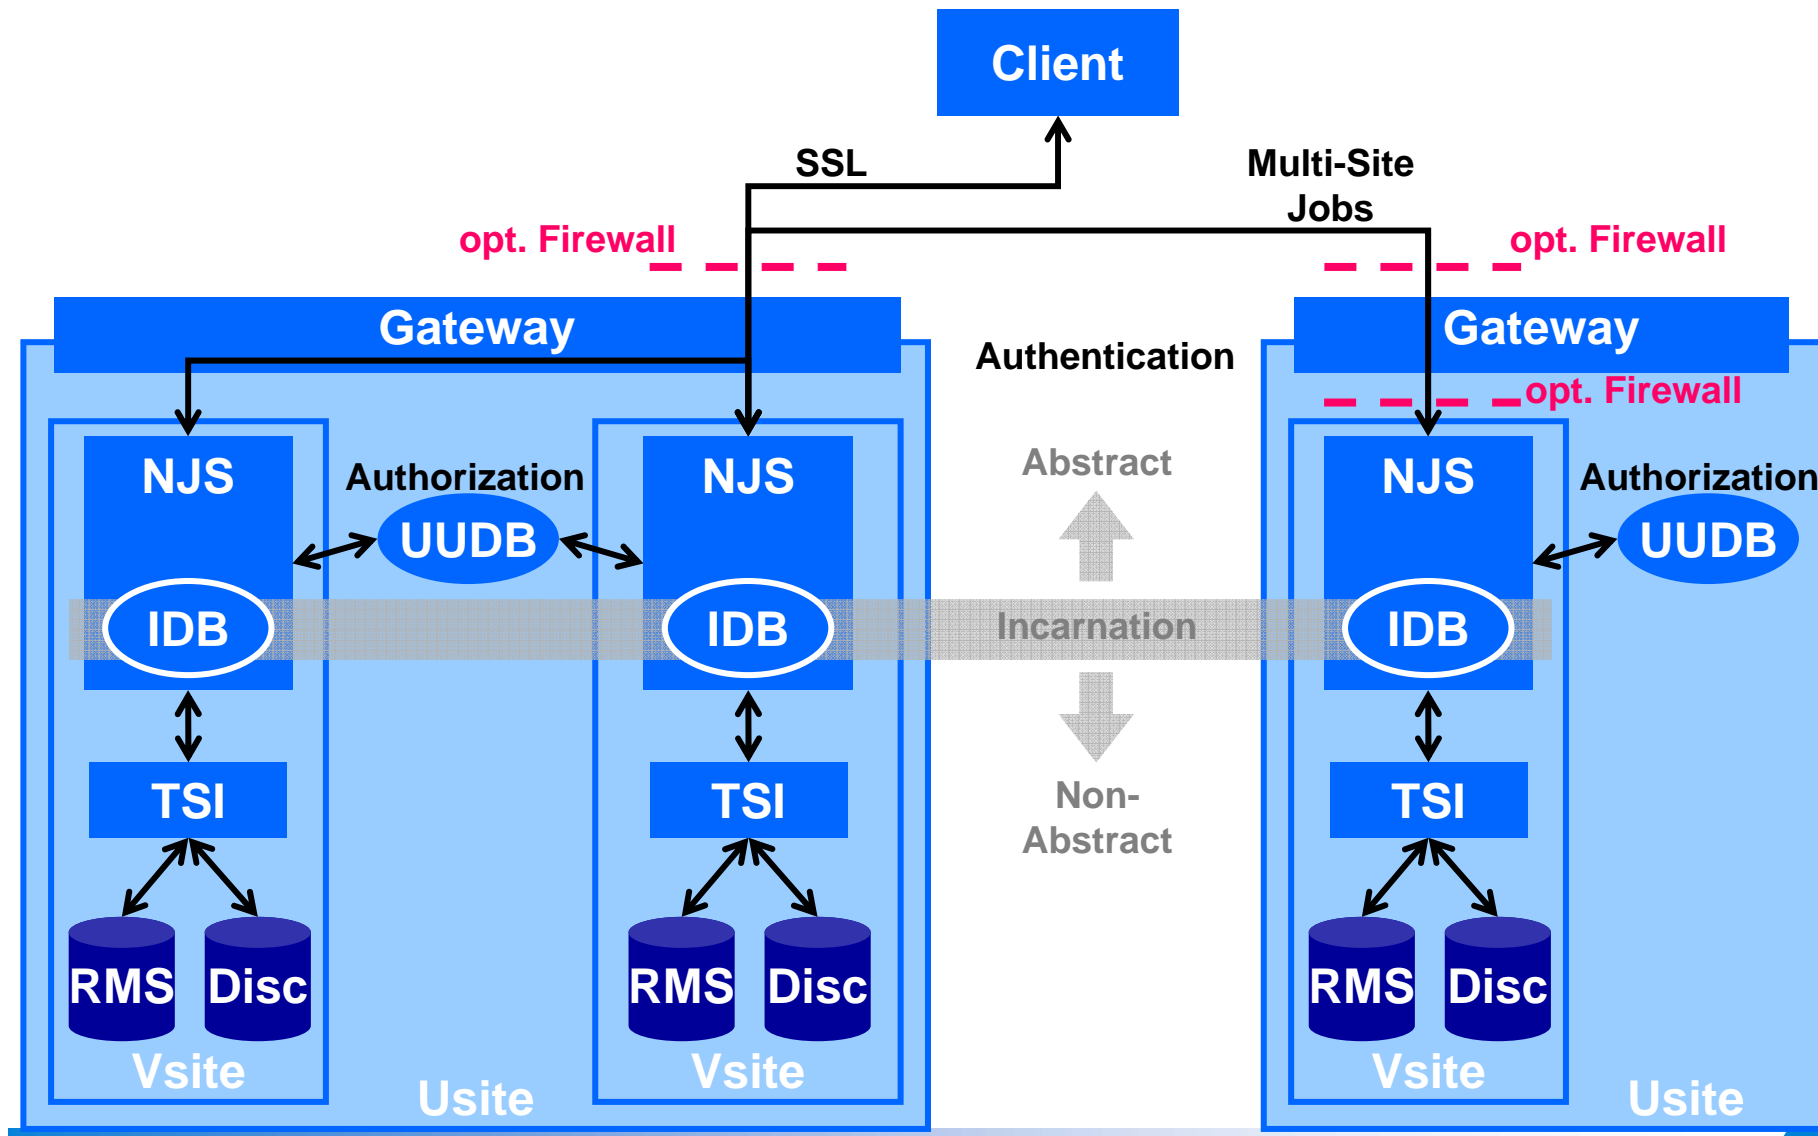 Client
SSL
Multi-Site
Jobs
opt. Firewall
opt. Firewall
Gateway
Gateway
Authentication
opt. Firewall
NJS
Authorization
UUDB
NJS
Abstract
NJS
Authorization
UUDB
IDB
IDB
Incarnation
IDB
TSI
TSI
Non-
Abstract
TSI
RMS
Disc
RMS
Disc
RMS
Disc
Vsite
Usite
Vsite
Vsite
Usite